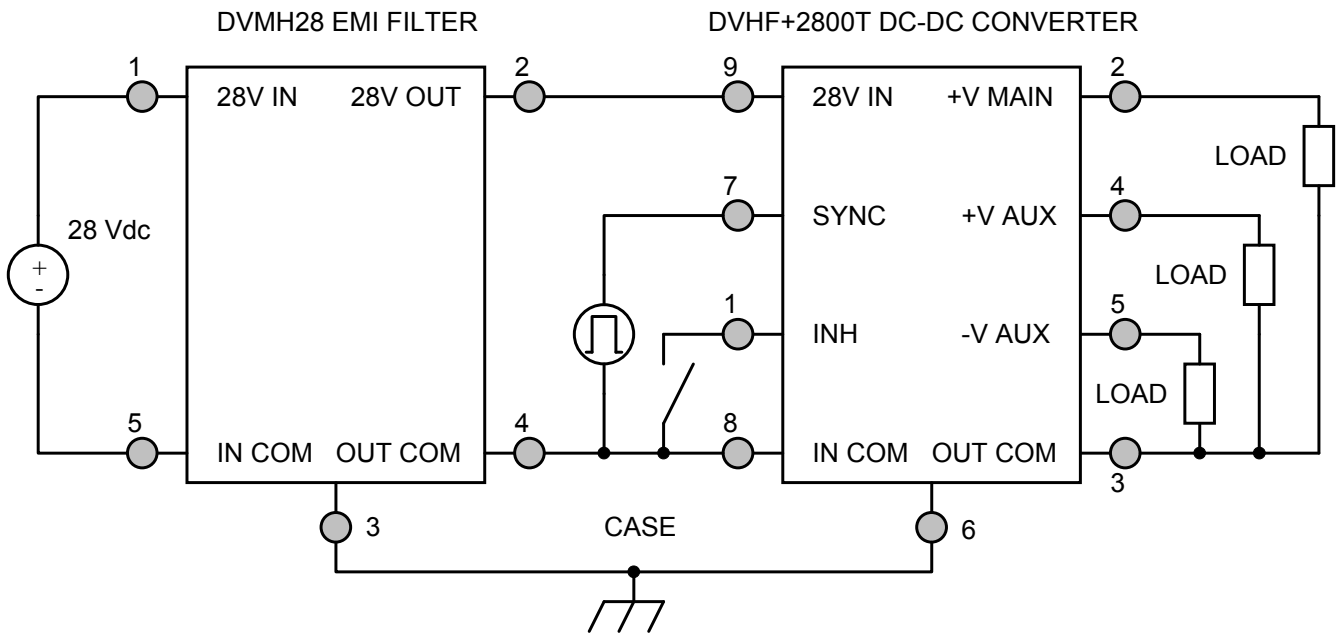 DVMH28 EMI FILTER
DVHF+2800T DC-DC CONVERTER
1
2
9
2
28V IN
28V OUT
28V IN
+V MAIN
LOAD
7
4
28 Vdc
SYNC
+V AUX
+
-
LOAD
1
5
INH
-V AUX
LOAD
5
4
8
IN COM
OUT COM
IN COM
OUT COM
3
3
CASE
6